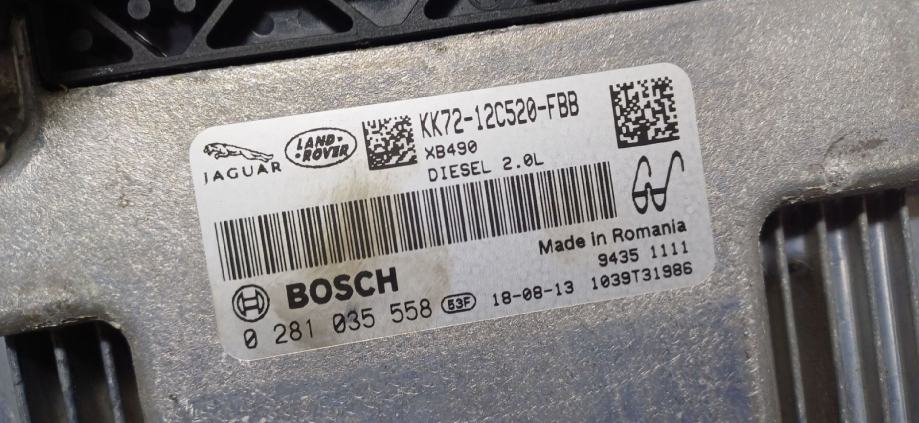 JAGUAR
LAND-
ROVER
KK72-12C520-FBB
XB490
DIESEL 2.0L
Made in Romania
9435 1111
BOSCH
0 281 035 558 53F 18-08-13 1039T31986